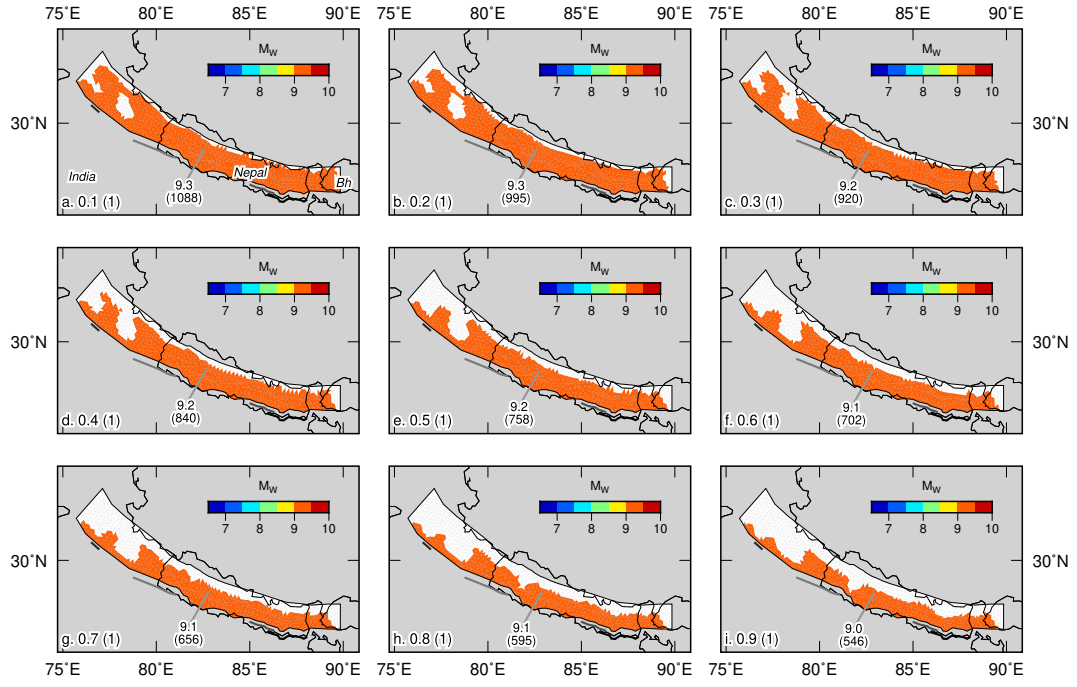 75˚E 80˚E 85˚E 90˚E 75˚E 80˚E 85˚E 90˚E 75˚E 80˚E 85˚E 90˚E
M_W M_W M_W
7 8 9 10 7 8 9 10 7 8 9 10
30˚N 30˚N
India Nepal Bh
9.3 9.3 9.2
(1088) (995) (920)
a. 0.1 (1) b. 0.2 (1) c. 0.3 (1)
M_W M_W M_W
7 8 9 10 7 8 9 10 7 8 9 10
30˚N 30˚N
9.2 9.2 9.1
(840) (758) (702)
d. 0.4 (1) e. 0.5 (1) f. 0.6 (1)
M_W M_W M_W
7 8 9 10 7 8 9 10 7 8 9 10
30˚N 30˚N
9.1 9.1 9.0
(656) (595) (546)
g. 0.7 (1) h. 0.8 (1) i. 0.9 (1)
75˚E 80˚E 85˚E 90˚E 75˚E 80˚E 85˚E 90˚E 75˚E 80˚E 85˚E 90˚E